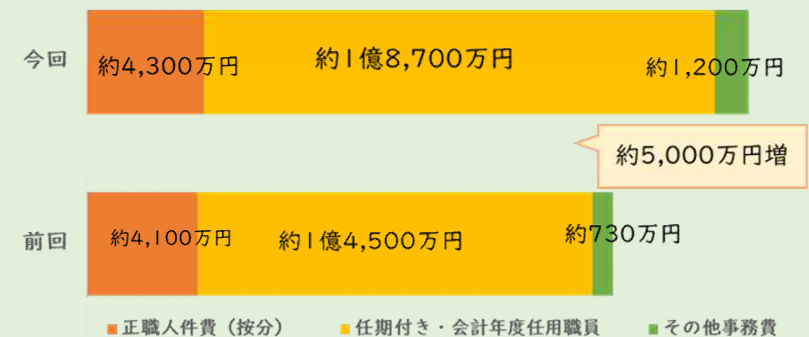 今回
約4,300万円
約1億8,700万円
約1,200万円
約5,000万円増
前回
約4,100万円
約1億4,500万円
約730万円
正職人件費（按分）
任期付き・会計年度任用職員
その他事務費